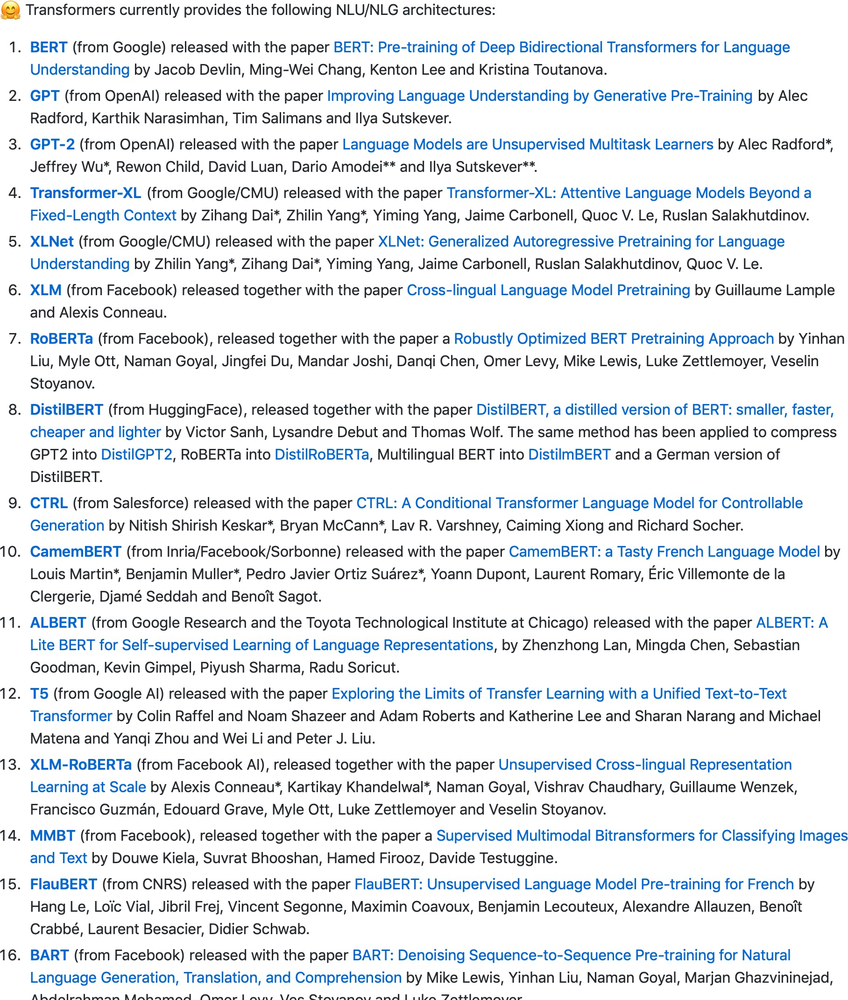 🤗 Transformers currently provides the following NLU/NLG architectures:
1. BERT (from Google) released with the paper BERT: Pre-training of Deep Bidirectional Transformers for Language
Understanding by Jacob Devlin, Ming-Wei Chang, Kenton Lee and Kristina Toutanova.
2. GPT (from OpenAI) released with the paper Improving Language Understanding by Generative Pre-Training by Alec
Radford, Karthik Narasimhan, Tim Salimans and Ilya Sutskever.
3. GPT-2 (from OpenAI) released with the paper Language Models are Unsupervised Multitask Learners by Alec Radford*,
Jeffrey Wu*, Rewon Child, David Luan, Dario Amodei** and Ilya Sutskever**.
4. Transformer-XL (from Google/CMU) released with the paper Transformer-XL: Attentive Language Models Beyond a
Fixed-Length Context by Zihang Dai*, Zhilin Yang*, Yiming Yang, Jaime Carbonell, Quoc V. Le, Ruslan Salakhutdinov.
5. XLNet (from Google/CMU) released with the paper XLNet: Generalized Autoregressive Pretraining for Language
Understanding by Zhilin Yang*, Zihang Dai*, Yiming Yang, Jaime Carbonell, Ruslan Salakhutdinov, Quoc V. Le.
6. XLM (from Facebook) released together with the paper Cross-lingual Language Model Pretraining by Guillaume Lample
and Alexis Conneau.
7. RoBERTa (from Facebook), released together with the paper a Robustly Optimized BERT Pretraining Approach by Yinhan
Liu, Myle Ott, Naman Goyal, Jingfei Du, Mandar Joshi, Danqi Chen, Omer Levy, Mike Lewis, Luke Zettlemoyer, Veselin
Stoyanov.
8. DistilBERT (from HuggingFace), released together with the paper DistilBERT, a distilled version of BERT: smaller, faster,
cheaper and lighter by Victor Sanh, Lysandre Debut and Thomas Wolf. The same method has been applied to compress
GPT2 into DistilGPT2, RoBERTa into DistilRoBERTa, Multilingual BERT into DistilmBERT and a German version of
DistilBERT.
9. CTRL (from Salesforce) released with the paper CTRL: A Conditional Transformer Language Model for Controllable
Generation by Nitish Shirish Keskar*, Bryan McCann*, Lav R. Varshney, Caiming Xiong and Richard Socher.
10. CamemBERT (from Inria/Facebook/Sorbonne) released with the paper CamemBERT: a Tasty French Language Model by
Louis Martin*, Benjamin Muller*, Pedro Javier Ortiz Suárez*, Yoann Dupont, Laurent Romary, Éric Villemonte de la
Clergerie, Djamé Seddah and Benoît Sagot.
11. ALBERT (from Google Research and the Toyota Technological Institute at Chicago) released with the paper ALBERT: A
Lite BERT for Self-supervised Learning of Language Representations, by Zhenzhong Lan, Mingda Chen, Sebastian
Goodman, Kevin Gimpel, Piyush Sharma, Radu Soricut.
12. T5 (from Google AI) released with the paper Exploring the Limits of Transfer Learning with a Unified Text-to-Text
Transformer by Colin Raffel and Noam Shazeer and Adam Roberts and Katherine Lee and Sharan Narang and Michael
Matena and Yanqi Zhou and Wei Li and Peter J. Liu.
13. XLM-RoBERTa (from Facebook AI), released together with the paper Unsupervised Cross-lingual Representation
Learning at Scale by Alexis Conneau*, Kartikay Khandelwal*, Naman Goyal, Vishrav Chaudhary, Guillaume Wenzek,
Francisco Guzmán, Edouard Grave, Myle Ott, Luke Zettlemoyer and Veselin Stoyanov.
14. MMBT (from Facebook), released together with the paper a Supervised Multimodal Bitransformers for Classifying Images
and Text by Douwe Kiela, Suvrat Bhooshan, Hamed Firooz, Davide Testuggine.
15. FlauBERT (from CNRS) released with the paper FlauBERT: Unsupervised Language Model Pre-training for French by
Hang Le, Loïc Vial, Jibril Frej, Vincent Segonne, Maximin Coavoux, Benjamin Lecouteux, Alexandre Allauzen, Benoît
Crabbé, Laurent Besacier, Didier Schwab.
16. BART (from Facebook) released with the paper BART: Denoising Sequence-to-Sequence Pre-training for Natural
Language Generation, Translation, and Comprehension by Mike Lewis, Yinhan Liu, Naman Goyal, Marjan Ghazvininejad,
Abdelrahman Mohamed, Omer Levy, Ves Stoyanov and Luke Zettlemoyer